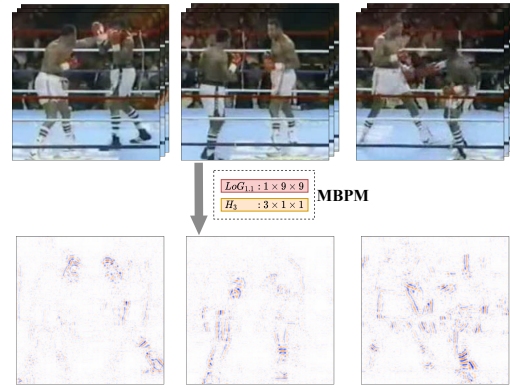 LoG₁.₁ : 1 × 9 × 9
H₃ : 3 × 1 × 1
MBPM